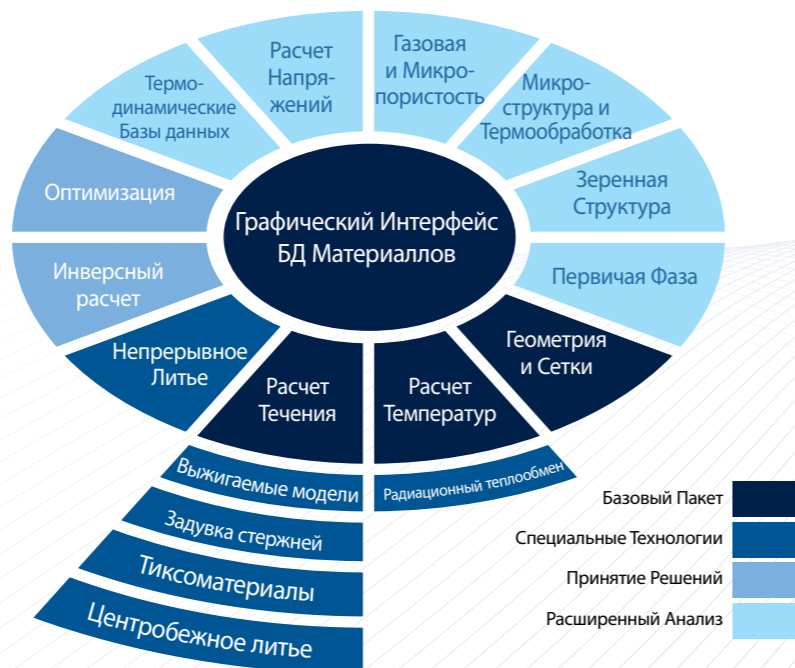 Расчет
Напря-
жений
Газовая
и Микро-
пористость
Термо-
динамические
Базы данных
Микро-
структура и
Термообработка
Оптимизация
Зеренная
Структура
Графический Интерфейс
БД Материаллов
Инверсный
расчет
Первичая Фаза
Непрерывное
Литье
Геометрия
и Сетки
Расчет
Течения
Расчет
Температур
Выжигаемые модели
Радиационный теплообмен
Задувка стержней
Тиксоматериалы
Центробежное литье
Базовый Пакет
Специальные Технологии
Принятие Решений
Расширенный Анализ